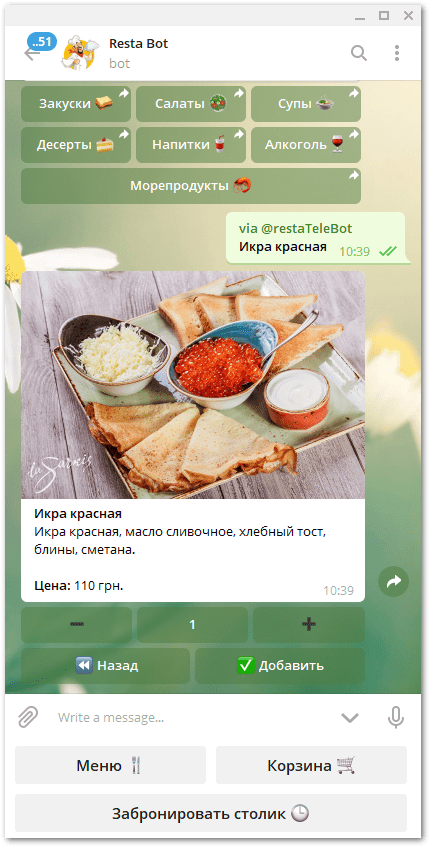 ..51
Resta Bot
bot
Закуски
Салаты
Супы
Десерты
Напитки
Алкоголь
Морепродукты
via @restaTeleBot
Икра красная
10:39
Икра красная
Икра красная, масло сливочное, хлебный тост,
блины, сметана.
Цена: 110 грн.
10:39
1
Назад
Добавить
Write a message...
Меню
Корзина
Забронировать столик